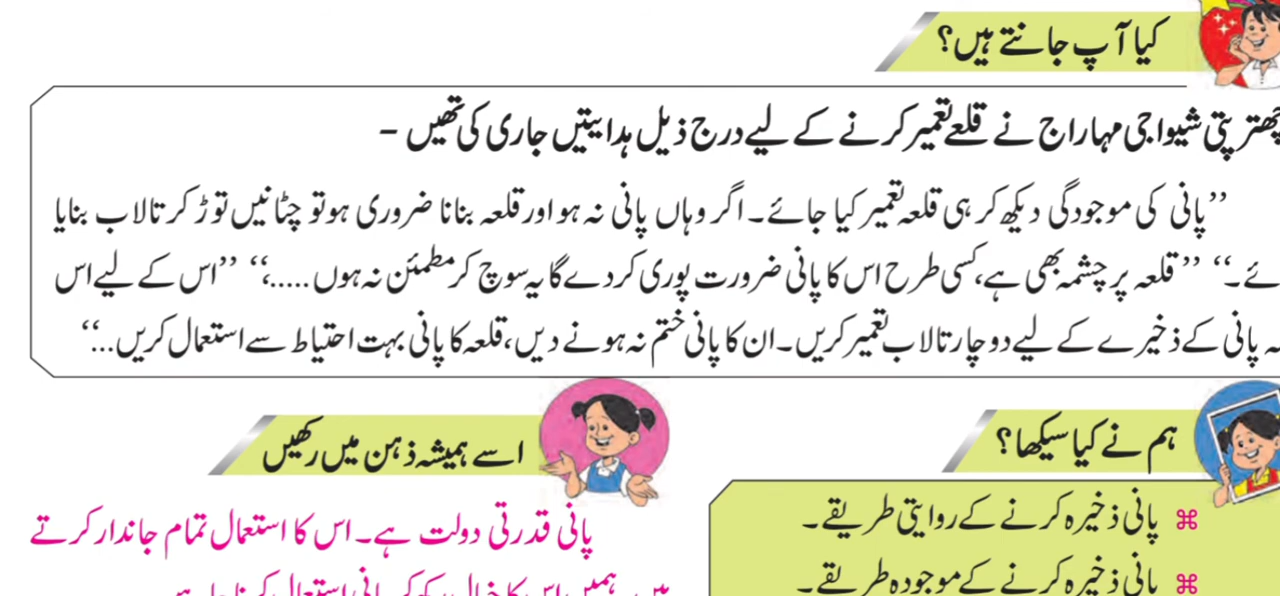 کیا آپ جانتے ہیں؟
چھتر پتی شیواجی مہاراج نے قلعے تعمیر کرنے کے لیے درج ذیل ہدایتیں جاری کی تھیں -
’’پانی کی موجودگی دیکھ کر ہی قلعہ تعمیر کیا جائے۔ اگر وہاں پانی نہ ہو اور قلعہ بنانا ضروری ہو تو چٹانیں توڑ کر تالاب بنایا
ئے۔‘‘ ’’قلعہ پر چشمہ بھی ہے، کسی طرح اس کا پانی ضرورت پوری کردے گا یہ سوچ کر مطمئن نہ ہوں.....،‘‘ ’’اس کے لیے اس
پانی کے ذخیرے کے لیے دو چار تالاب تعمیر کریں۔ ان کا پانی ختم نہ ہونے دیں، قلعہ کا پانی بہت احتیاط سے استعمال کریں...‘‘
ہم نے کیا سیکھا؟
⌘ پانی ذخیرہ کرنے کے روایتی طریقے۔
⌘ پانی ذخیرہ کرنے کے موجودہ طریقے۔
اسے ہمیشہ ذہن میں رکھیں
پانی قدرتی دولت ہے۔ اس کا استعمال تمام جاندار کرتے